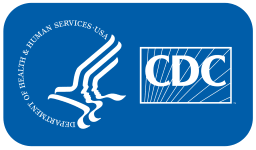 DEPARTMENT OF HEALTH & HUMAN SERVICES·USA
CDC